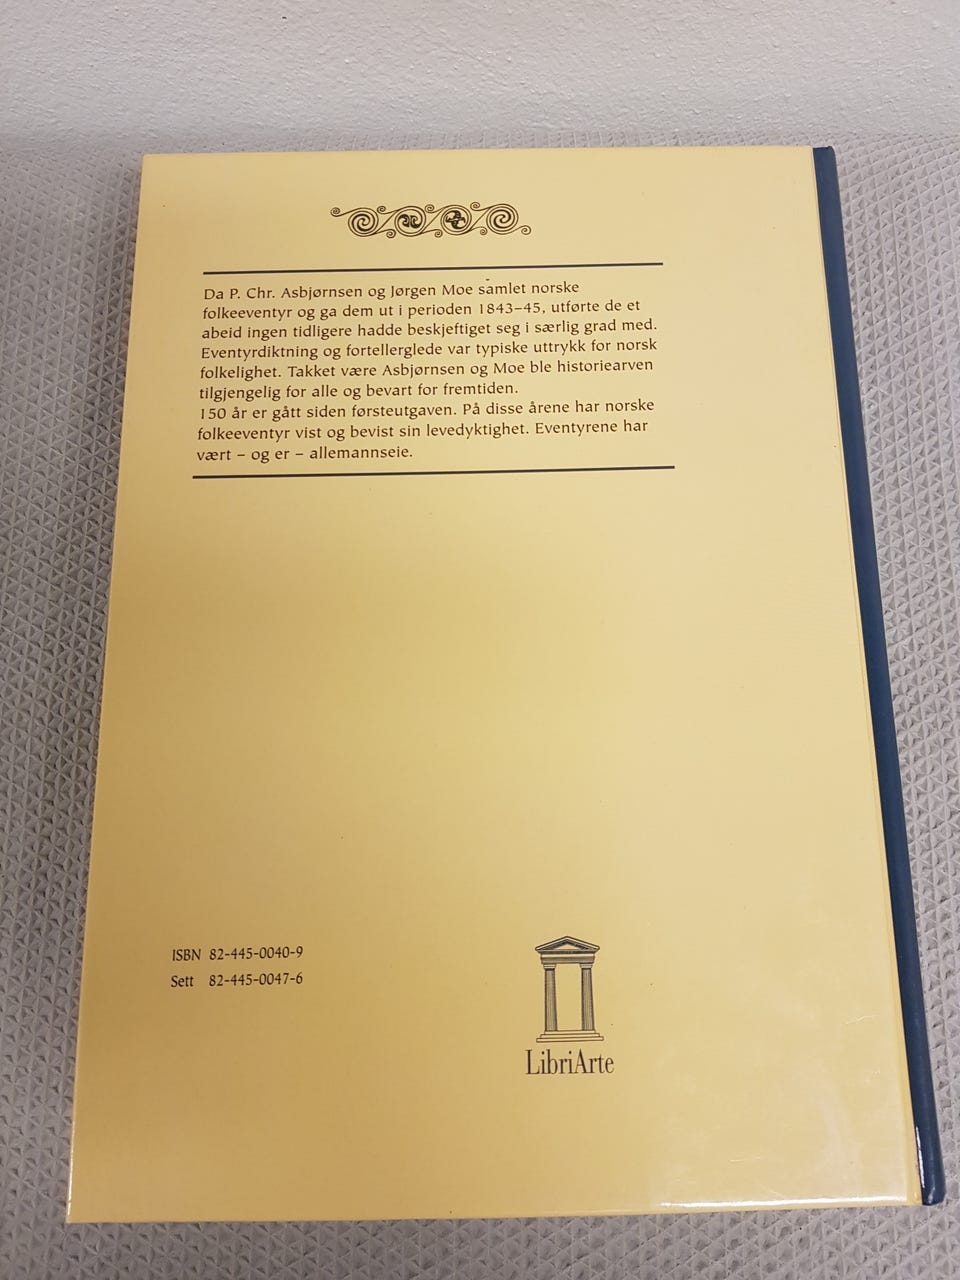 Da P. Chr. Asbjørnsen og Jørgen Moe samlet norske
folkeeventyr og ga dem ut i perioden 1843–45, utførte de et
abeid ingen tidligere hadde beskjeftiget seg i særlig grad med.
Eventyrdiktning og fortellerglede var typiske uttrykk for norsk
folkelighet. Takket være Asbjørnsen og Moe ble historiearven
tilgjengelig for alle og bevart for fremtiden.
150 år er gått siden førsteutgaven. På disse årene har norske
folkeeventyr vist og bevist sin levedyktighet. Eventyrene har
vært – og er – allemannseie.
ISBN 82-445-0040-9
Sett 82-445-0047-6
LibriArte